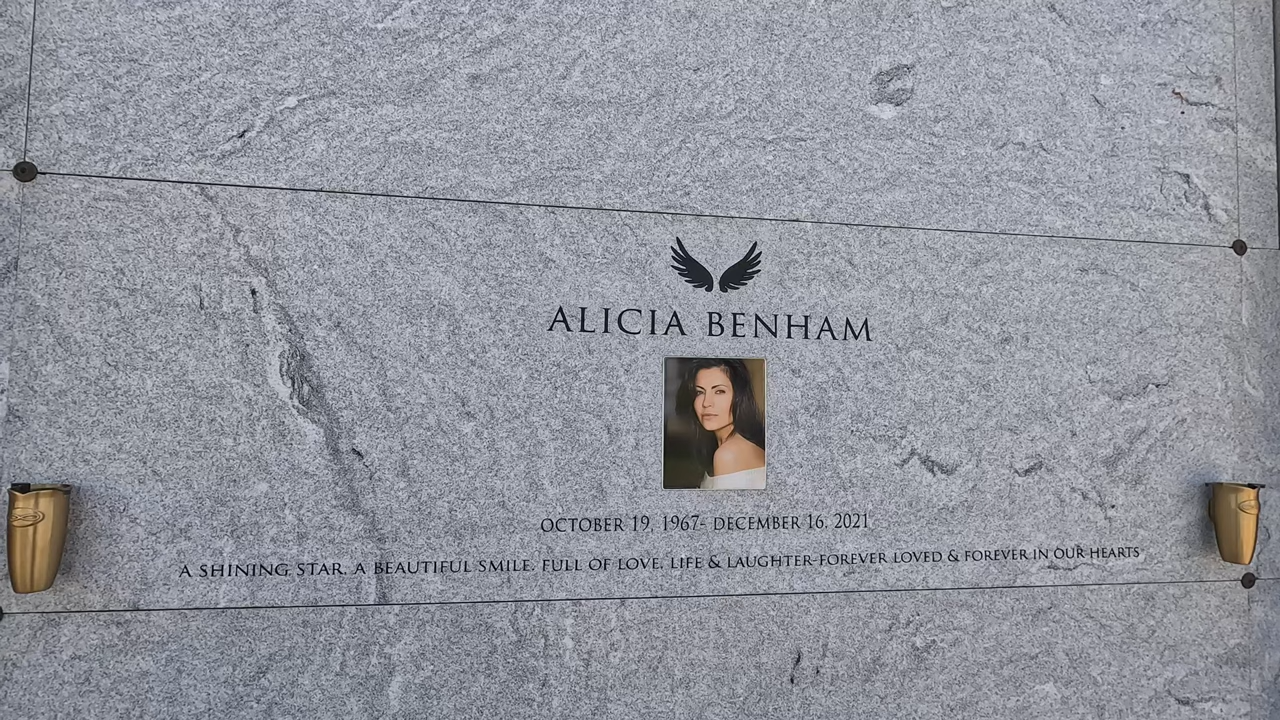 ALICIA BENHAM
OCTOBER 19, 1967- DECEMBER 16, 2021
A SHINING STAR, A BEAUTIFUL SMILE, FULL OF LOVE, LIFE & LAUGHTER-FOREVER LOVED & FOREVER IN OUR HEARTS